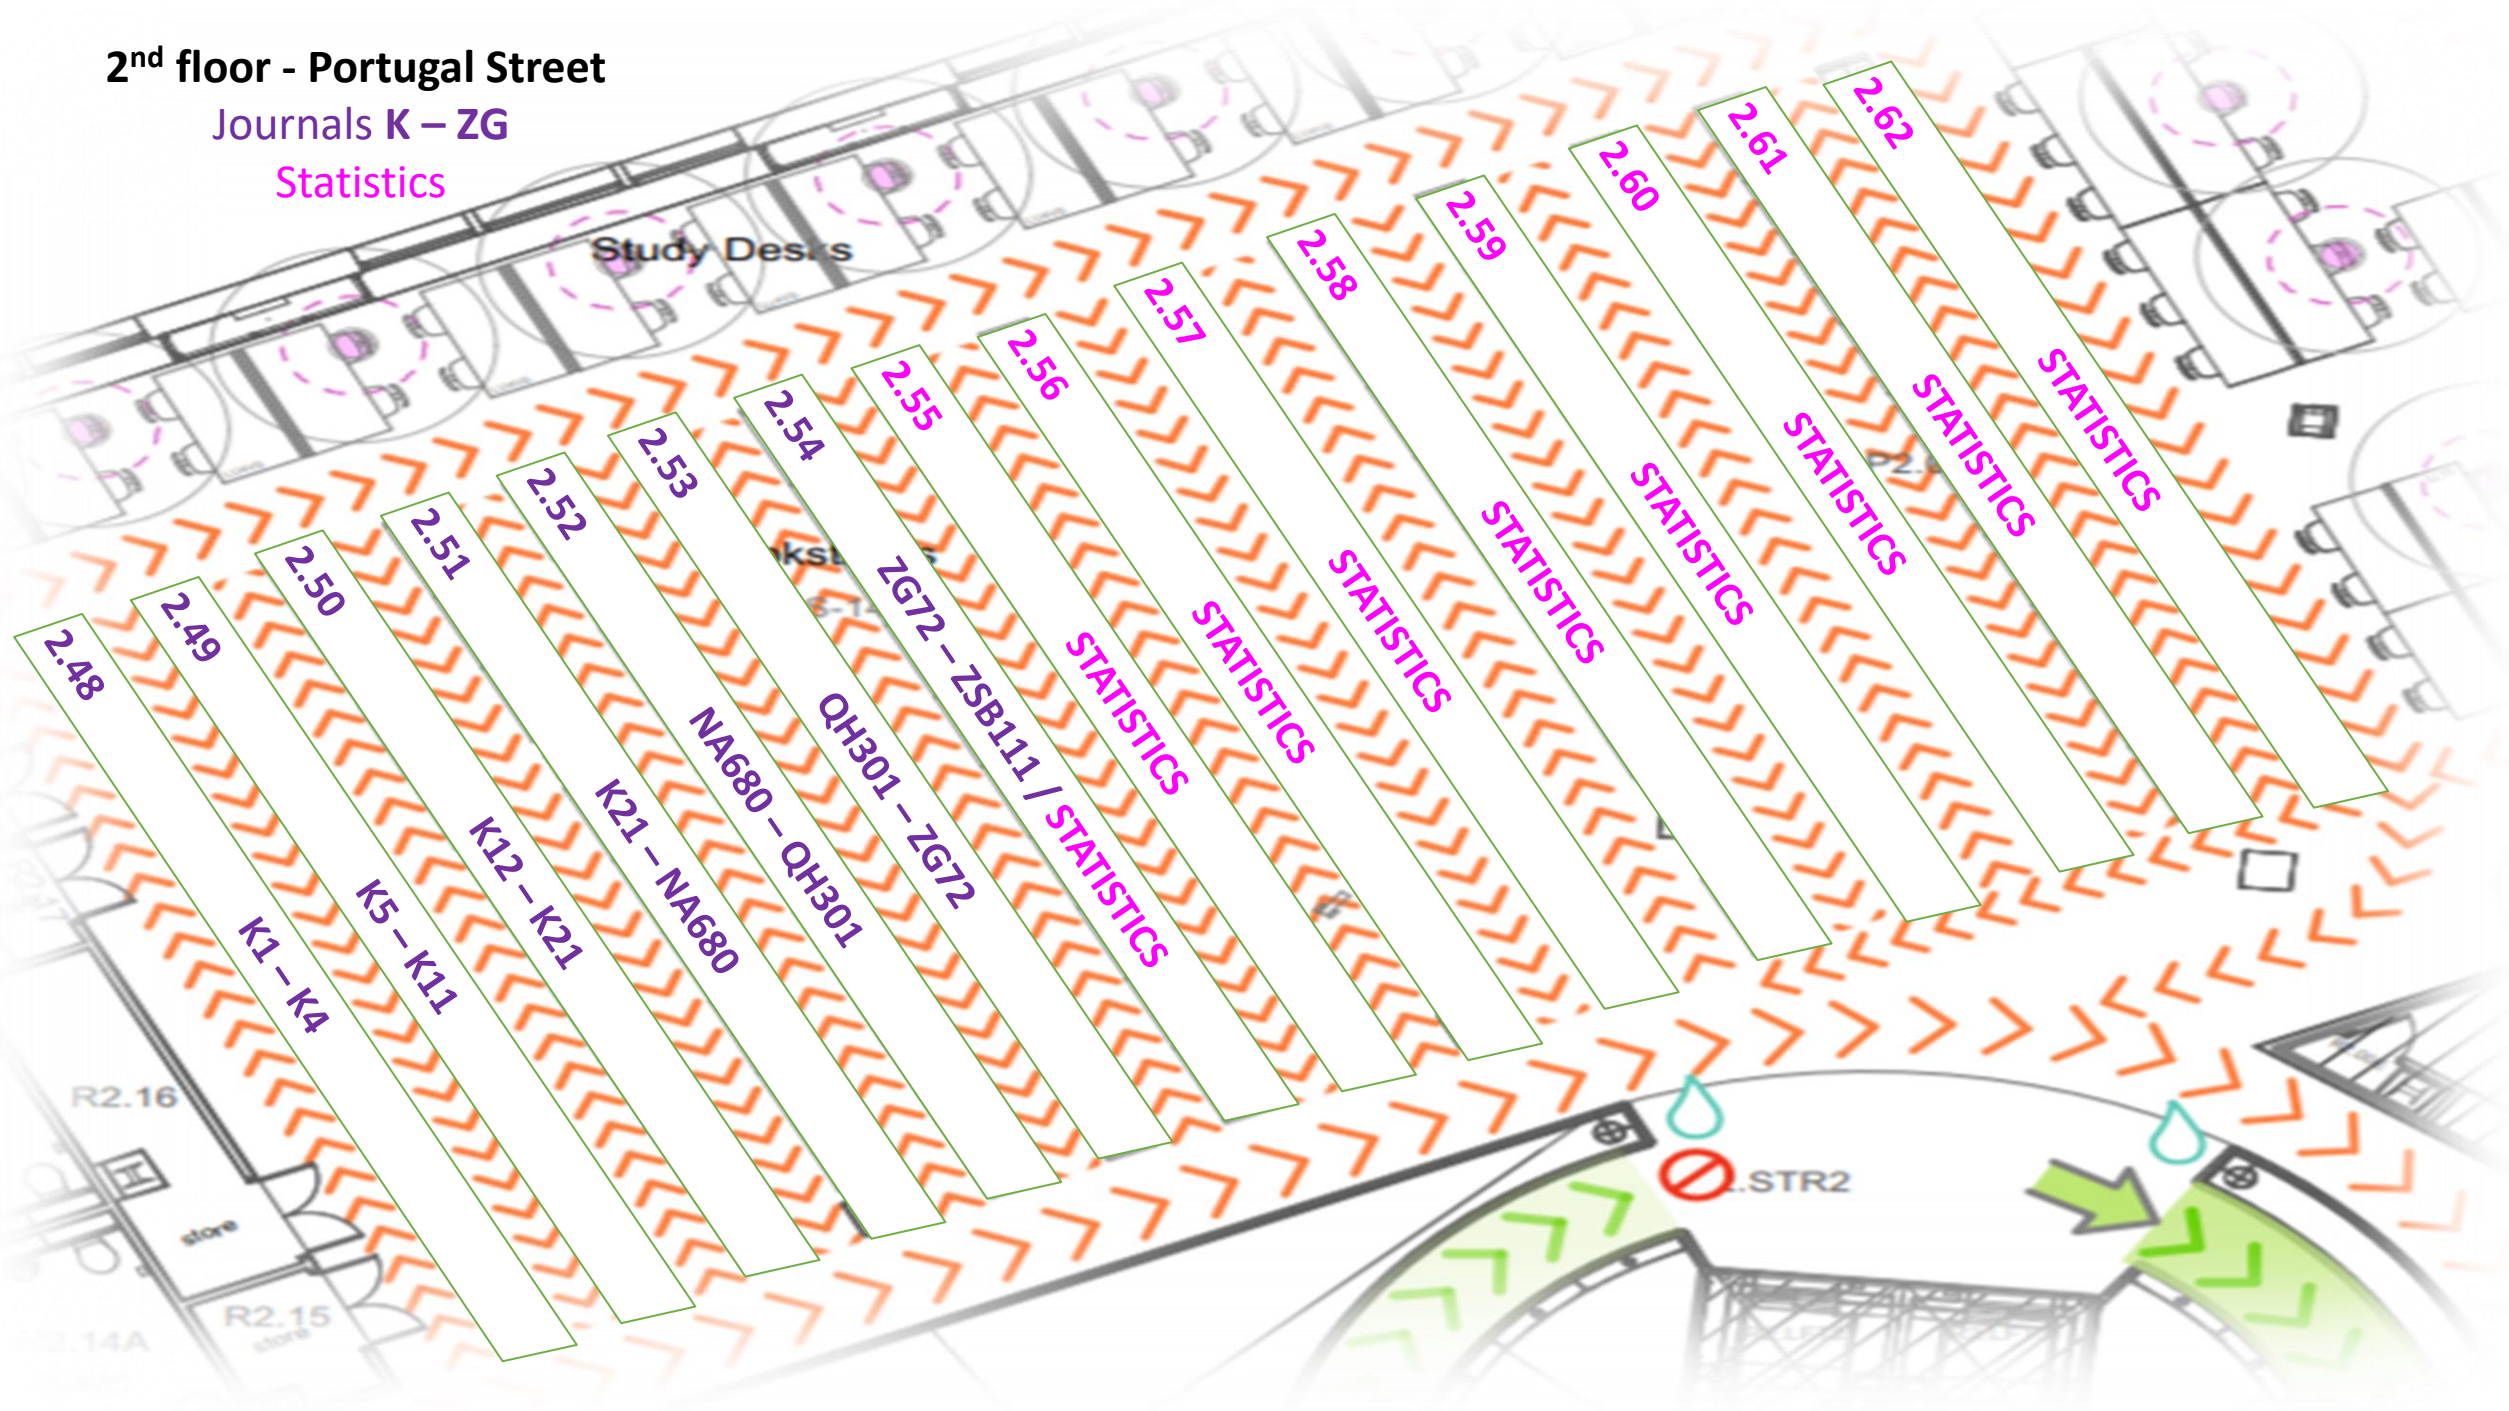 2nd floor - Portugal Street
Journals K – ZG
Statistics
Study Desks
2.48
K1 – K4
2.49
K5 – K11
2.50
K12 – K21
2.51
K21 – NA680
2.52
NA680 – QH301
2.53
QH301 – ZG72
2.54
ZG72 – ZSB111 / STATISTICS
2.55
STATISTICS
2.56
STATISTICS
2.57
STATISTICS
2.58
STATISTICS
2.59
STATISTICS
2.60
STATISTICS
2.61
STATISTICS
2.62
STATISTICS
R2.16
store
R2.15
store
.STR2